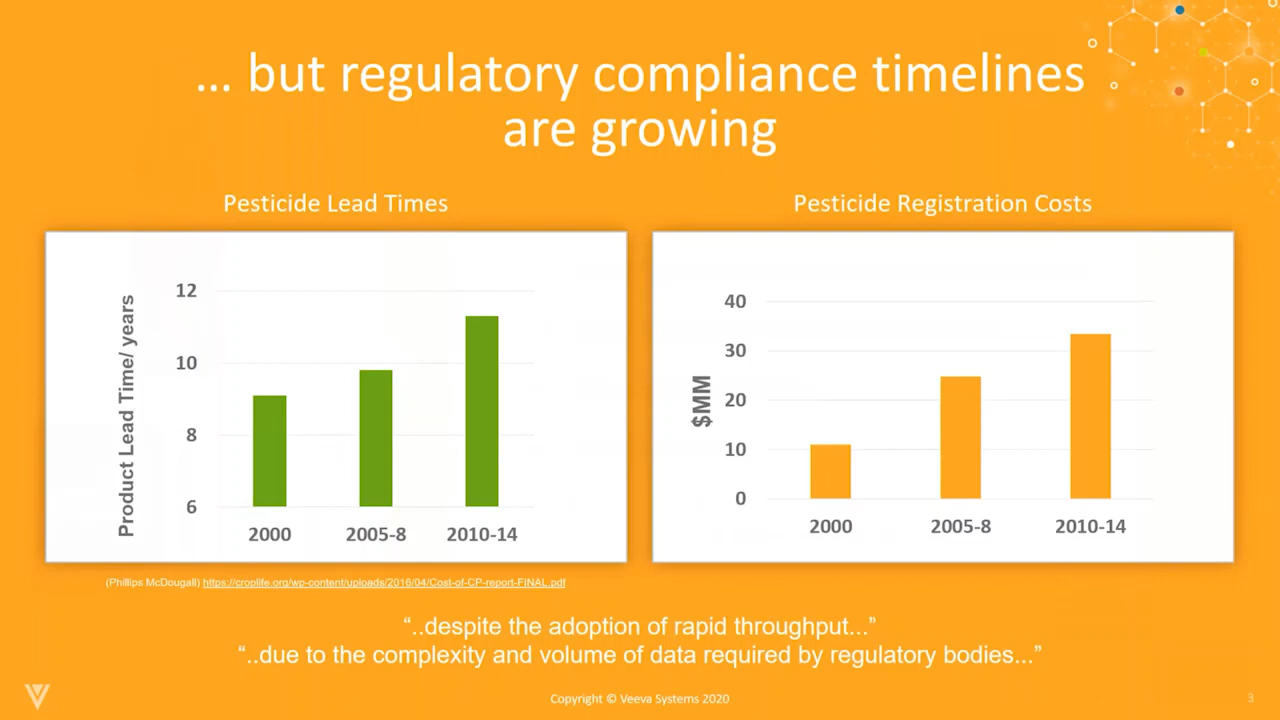 … but regulatory compliance timelines
are growing
Pesticide Lead Times
Product Lead Time/ years
12
10
8
6
2000
2005-8
2010-14
(Phillips McDougall) https://croplife.org/wp-content/uploads/2016/04/Cost-of-CP-report-FINAL.pdf
Pesticide Registration Costs
$MM
40
30
20
10
0
2000
2005-8
2010-14
“..despite the adoption of rapid throughput...”
“..due to the complexity and volume of data required by regulatory bodies...”
Copyright © Veeva Systems 2020
3